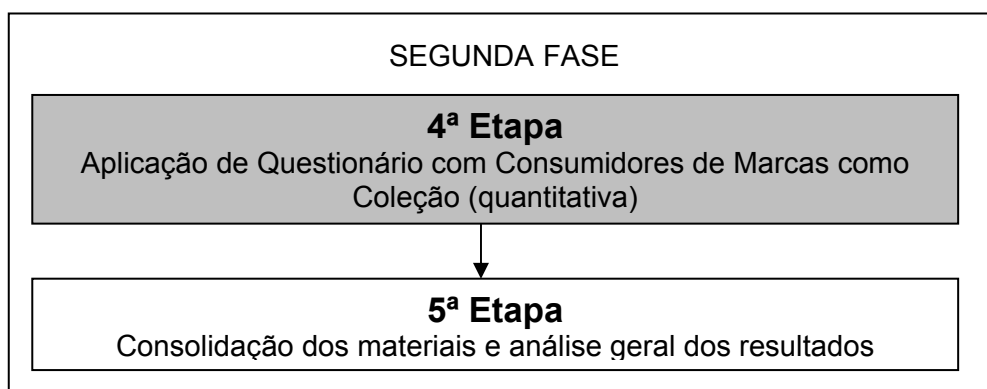 SEGUNDA FASE
4ª Etapa
Aplicação de Questionário com Consumidores de Marcas como
Coleção (quantitativa)
5ª Etapa
Consolidação dos materiais e análise geral dos resultados